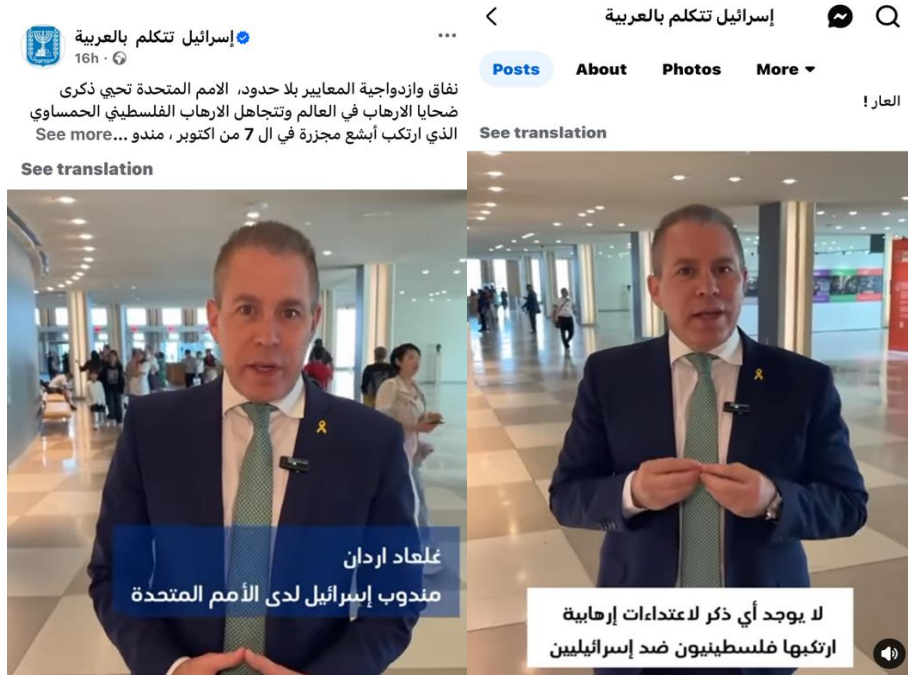 إسرائيل تتكلم بالعربية
16h
نفاق وازدواجية المعايير بلا حدود، الامم المتحدة تحيي ذكرى
ضحايا الارهاب في العالم وتتجاهل الارهاب الفلسطيني الحمساوي
الذي ارتكب أبشع مجزرة في ال 7 من اكتوبر ، مندو ...See more
See translation
غلعاد اردان
مندوب إسرائيل لدى الأمم المتحدة
إسرائيل تتكلم بالعربية
Posts About Photos More
العار !
See translation
لا يوجد أي ذكر لاعتداءات إرهابية
ارتكبها فلسطينيون ضد إسرائيليين